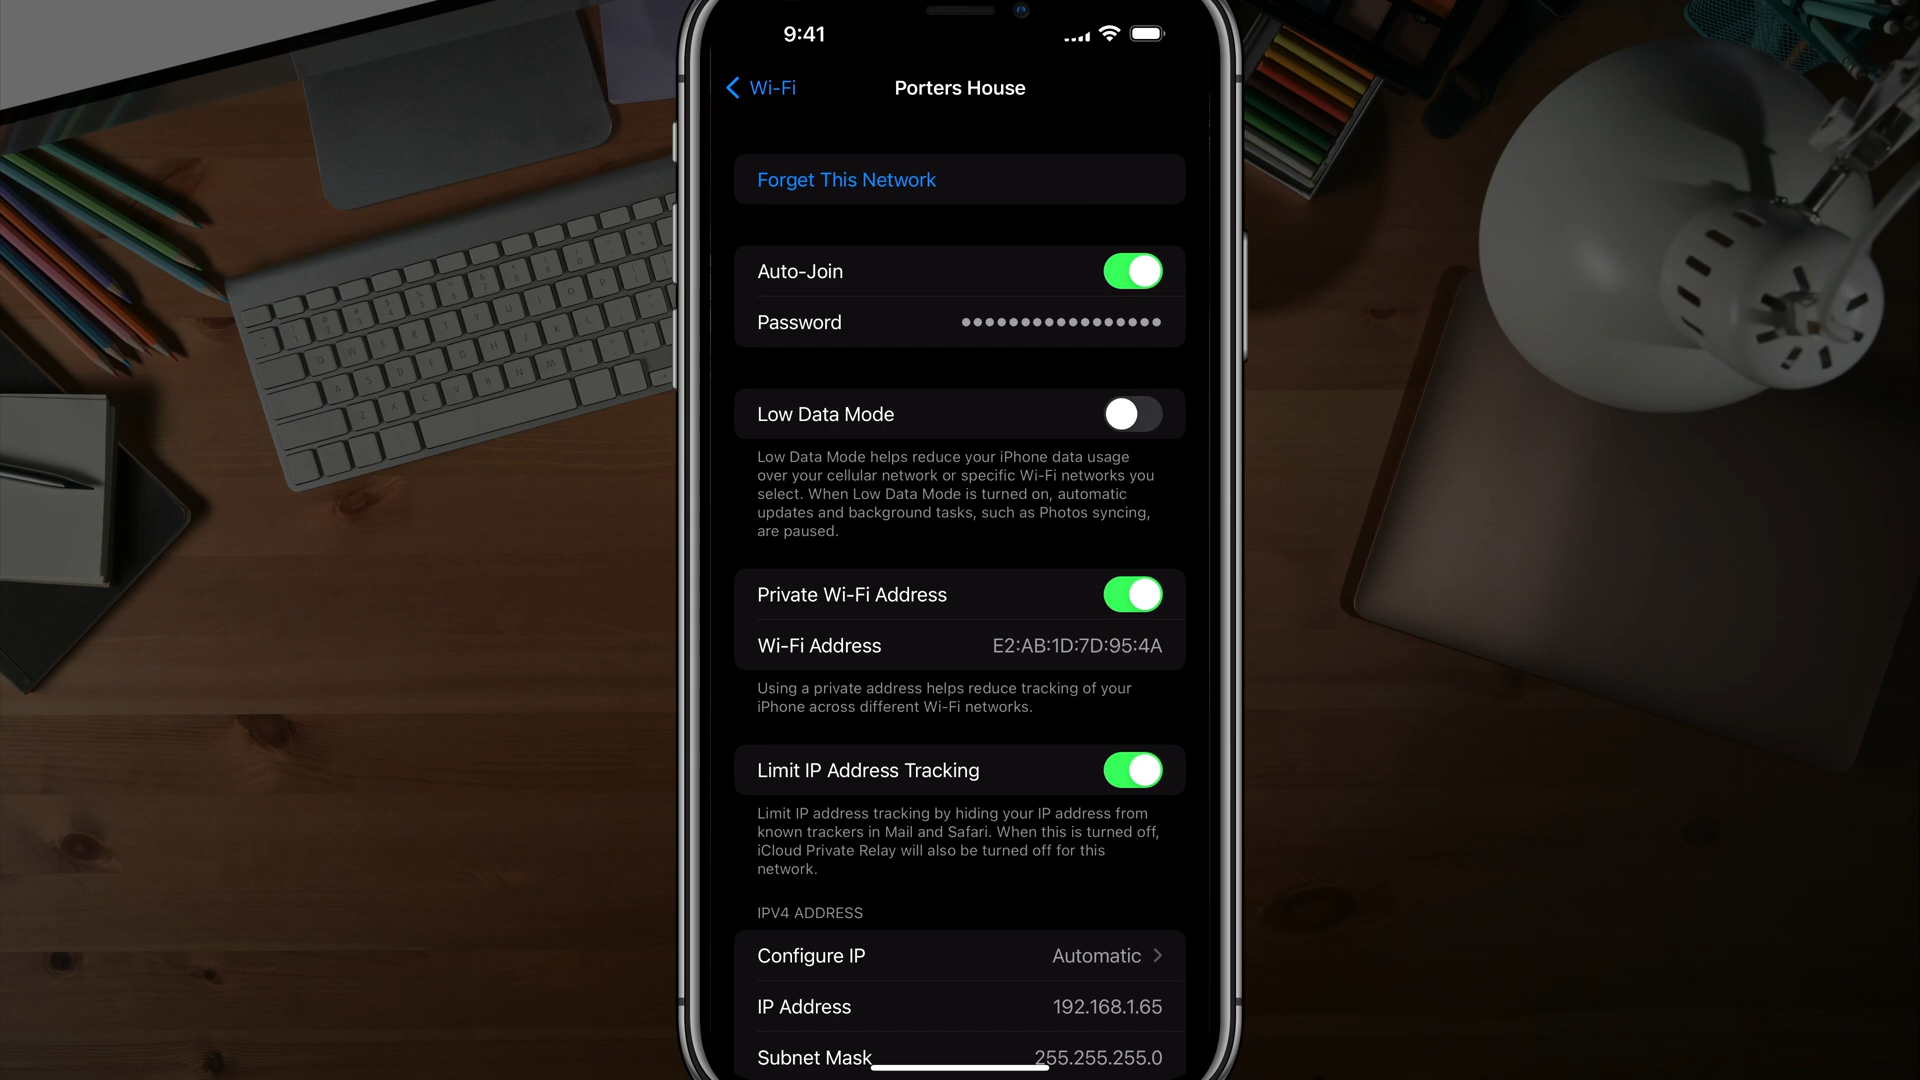 9:41
Wi-Fi
Porters House
Forget This Network
Auto-Join
Password ●●●●●●●●●●●●●●●●●
Low Data Mode
Low Data Mode helps reduce your iPhone data usage
over your cellular network or specific Wi-Fi networks you
select. When Low Data Mode is turned on, automatic
updates and background tasks, such as Photos syncing,
are paused.
Private Wi-Fi Address
Wi-Fi Address E2:AB:1D:7D:95:4A
Using a private address helps reduce tracking of your
iPhone across different Wi-Fi networks.
Limit IP Address Tracking
Limit IP address tracking by hiding your IP address from
known trackers in Mail and Safari. When this is turned off,
iCloud Private Relay will also be turned off for this
network.
IPV4 ADDRESS
Configure IP Automatic
IP Address 192.168.1.65
Subnet Mask 255.255.255.0